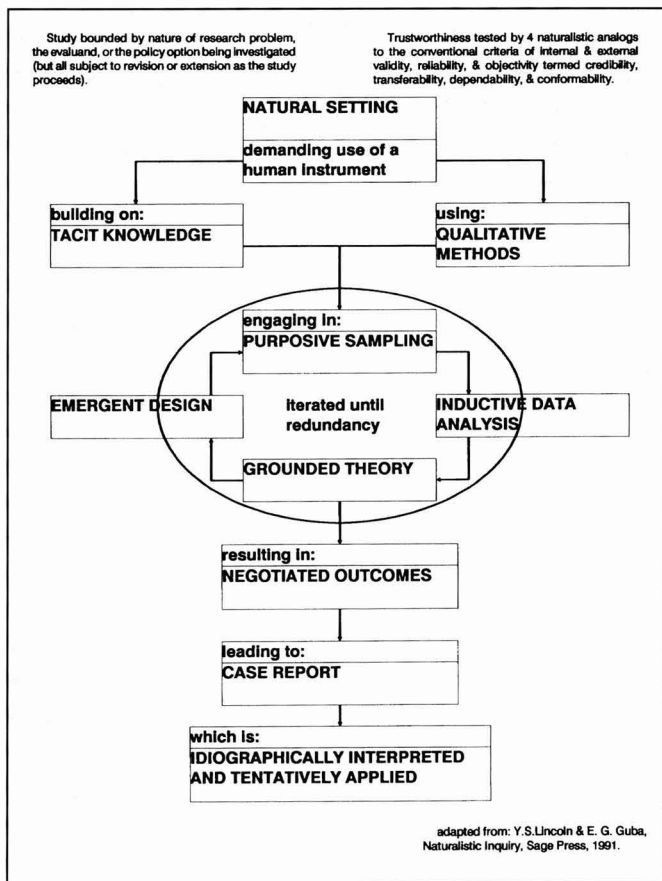 Study bounded by nature of research problem,
the evaluand, or the policy option being investigated
(but all subject to revision or extension as the study
proceeds).
Trustworthiness tested by 4 naturalistic analogs
to the conventional criteria of internal & external
validity, reliability, & objectivity termed credibility,
transferability, dependability, & conformability.
NATURAL SETTING
demanding use of a
human instrument
building on:
TACIT KNOWLEDGE
using:
QUALITATIVE
METHODS
engaging in:
PURPOSIVE SAMPLING
EMERGENT DESIGN
iterated until
redundancy
INDUCTIVE DATA
ANALYSIS
GROUNDED THEORY
resulting in:
NEGOTIATED OUTCOMES
leading to:
CASE REPORT
which is:
IDIOGRAPHICALLY INTERPRETED
AND TENTATIVELY APPLIED
adapted from: Y.S.Lincoln & E. G. Guba,
Naturalistic Inquiry, Sage Press, 1991.